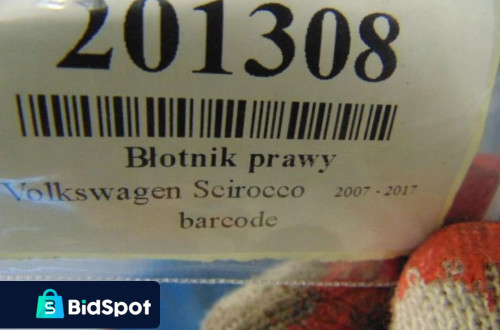 201308
Błotnik prawy
Volkswagen Scirocco 2007 - 2017
barcode
BidSpot